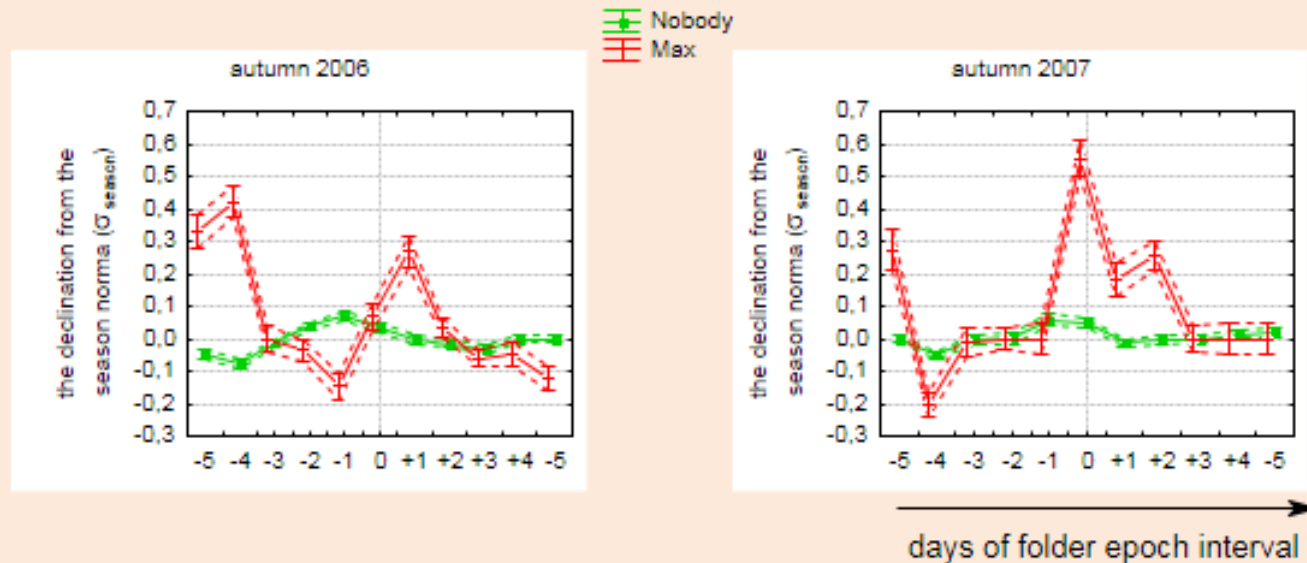 Nobody
Max
autumn 2006
the declination from the
season norma (σ season)
0,7
0,6
0,5
0,4
0,3
0,2
0,1
0,0
-0,1
-0,2
-0,3
-5 -4 -3 -2 -1 0 +1 +2 +3 +4 -5
autumn 2007
the declination from the
season norma (σ season)
0,7
0,6
0,5
0,4
0,3
0,2
0,1
0,0
-0,1
-0,2
-0,3
-5 -4 -3 -2 -1 0 +1 +2 +3 +4 -5
days of folder epoch interval